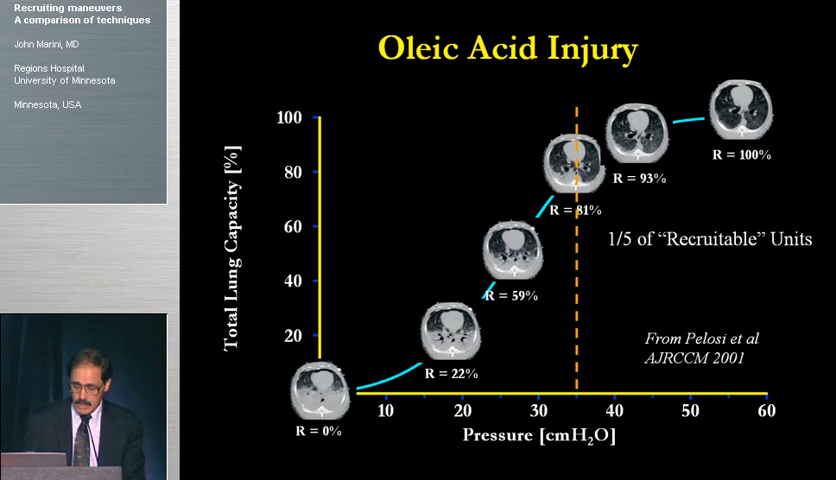 Recruiting maneuvers
A comparison of techniques
John Marini, MD
Regions Hospital
University of Minnesota
Minnesota, USA
Oleic Acid Injury
Total Lung Capacity [%]
100
80
60
40
20
R = 0%
R = 22%
R = 59%
R = 81%
R = 93%
R = 100%
1/5 of “Recruitable” Units
From Pelosi et al
AJRCCM 2001
10 20 30 40 50 60
Pressure [cmH₂O]